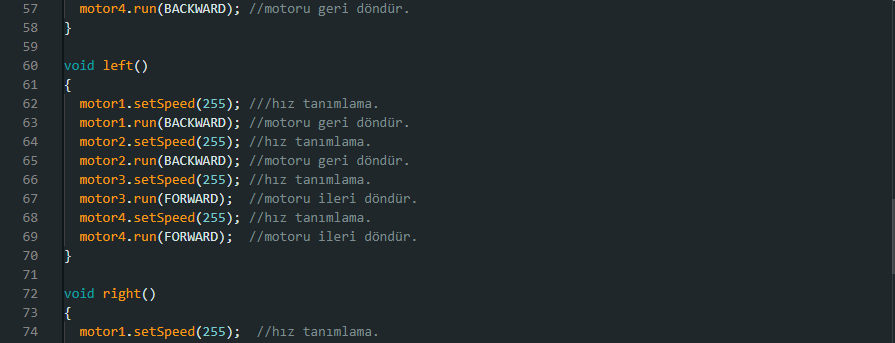 57 motor4.run(BACKWARD); //motoru geri döndür.
58 }
59
60 void left()
61 {
62 motor1.setSpeed(255); ///hız tanımlama.
63 motor1.run(BACKWARD); //motoru geri döndür.
64 motor2.setSpeed(255); //hız tanımlama.
65 motor2.run(BACKWARD); //motoru geri döndür.
66 motor3.setSpeed(255); //hız tanımlama.
67 motor3.run(FORWARD);  //motoru ileri döndür.
68 motor4.setSpeed(255); //hız tanımlama.
69 motor4.run(FORWARD);  //motoru ileri döndür.
70 }
71
72 void right()
73 {
74 motor1.setSpeed(255);  //hız tanımlama.